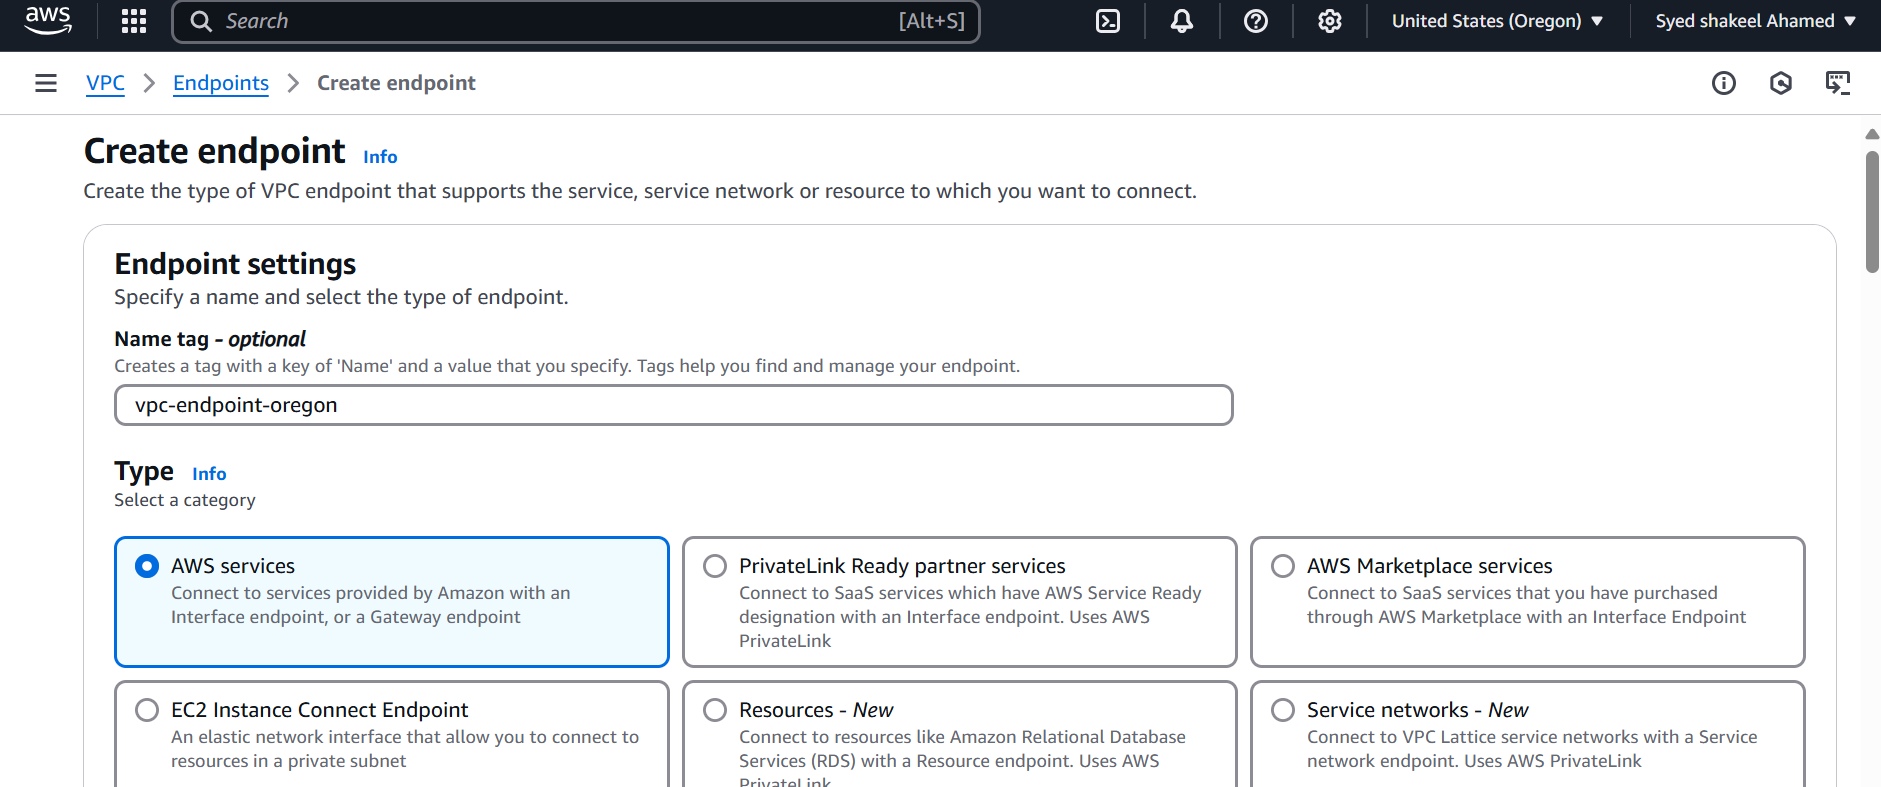 aws
Search
[Alt+S]
United States (Oregon)
Syed shakeel Ahamed
VPC
Endpoints
Create endpoint
Create endpoint Info
Create the type of VPC endpoint that supports the service, service network or resource to which you want to connect.
Endpoint settings
Specify a name and select the type of endpoint.
Name tag - optional
Creates a tag with a key of 'Name' and a value that you specify. Tags help you find and manage your endpoint.
vpc-endpoint-oregon
Type Info
Select a category
AWS services
Connect to services provided by Amazon with an
Interface endpoint, or a Gateway endpoint
PrivateLink Ready partner services
Connect to SaaS services which have AWS Service Ready
designation with an Interface endpoint. Uses AWS
PrivateLink
AWS Marketplace services
Connect to SaaS services that you have purchased
through AWS Marketplace with an Interface Endpoint
EC2 Instance Connect Endpoint
An elastic network interface that allow you to connect to
resources in a private subnet
Resources - New
Connect to resources like Amazon Relational Database
Services (RDS) with a Resource endpoint. Uses AWS
PrivateLink
Service networks - New
Connect to VPC Lattice service networks with a Service
network endpoint. Uses AWS PrivateLink